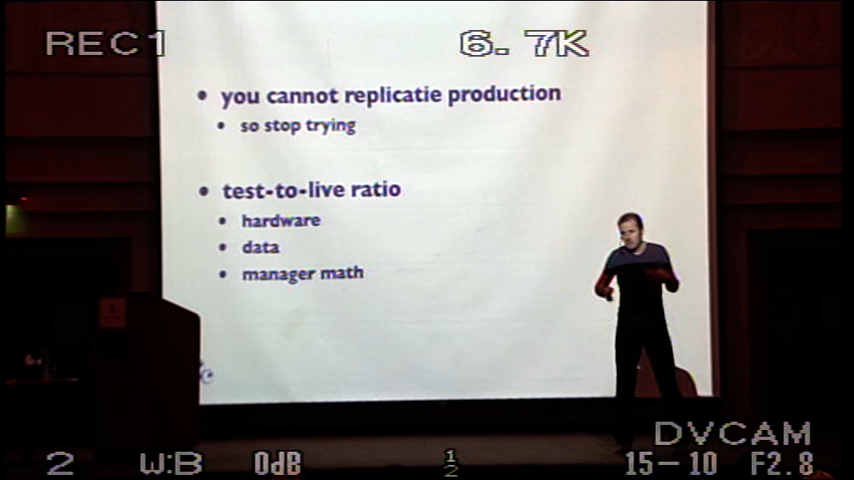 REC1 6.7K
• you cannot replicatie production
• so stop trying
• test-to-live ratio
• hardware
• data
• manager math
DVCAM
2 W:B 0dB 1/2 15-10 F2.8